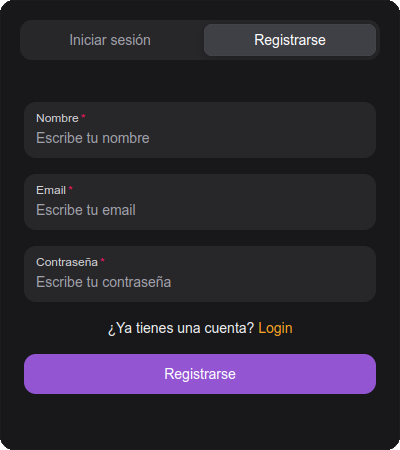 Iniciar sesión
Registrarse
Nombre *
Escribe tu nombre
Email *
Escribe tu email
Contraseña *
Escribe tu contraseña
¿Ya tienes una cuenta? Login
Registrarse